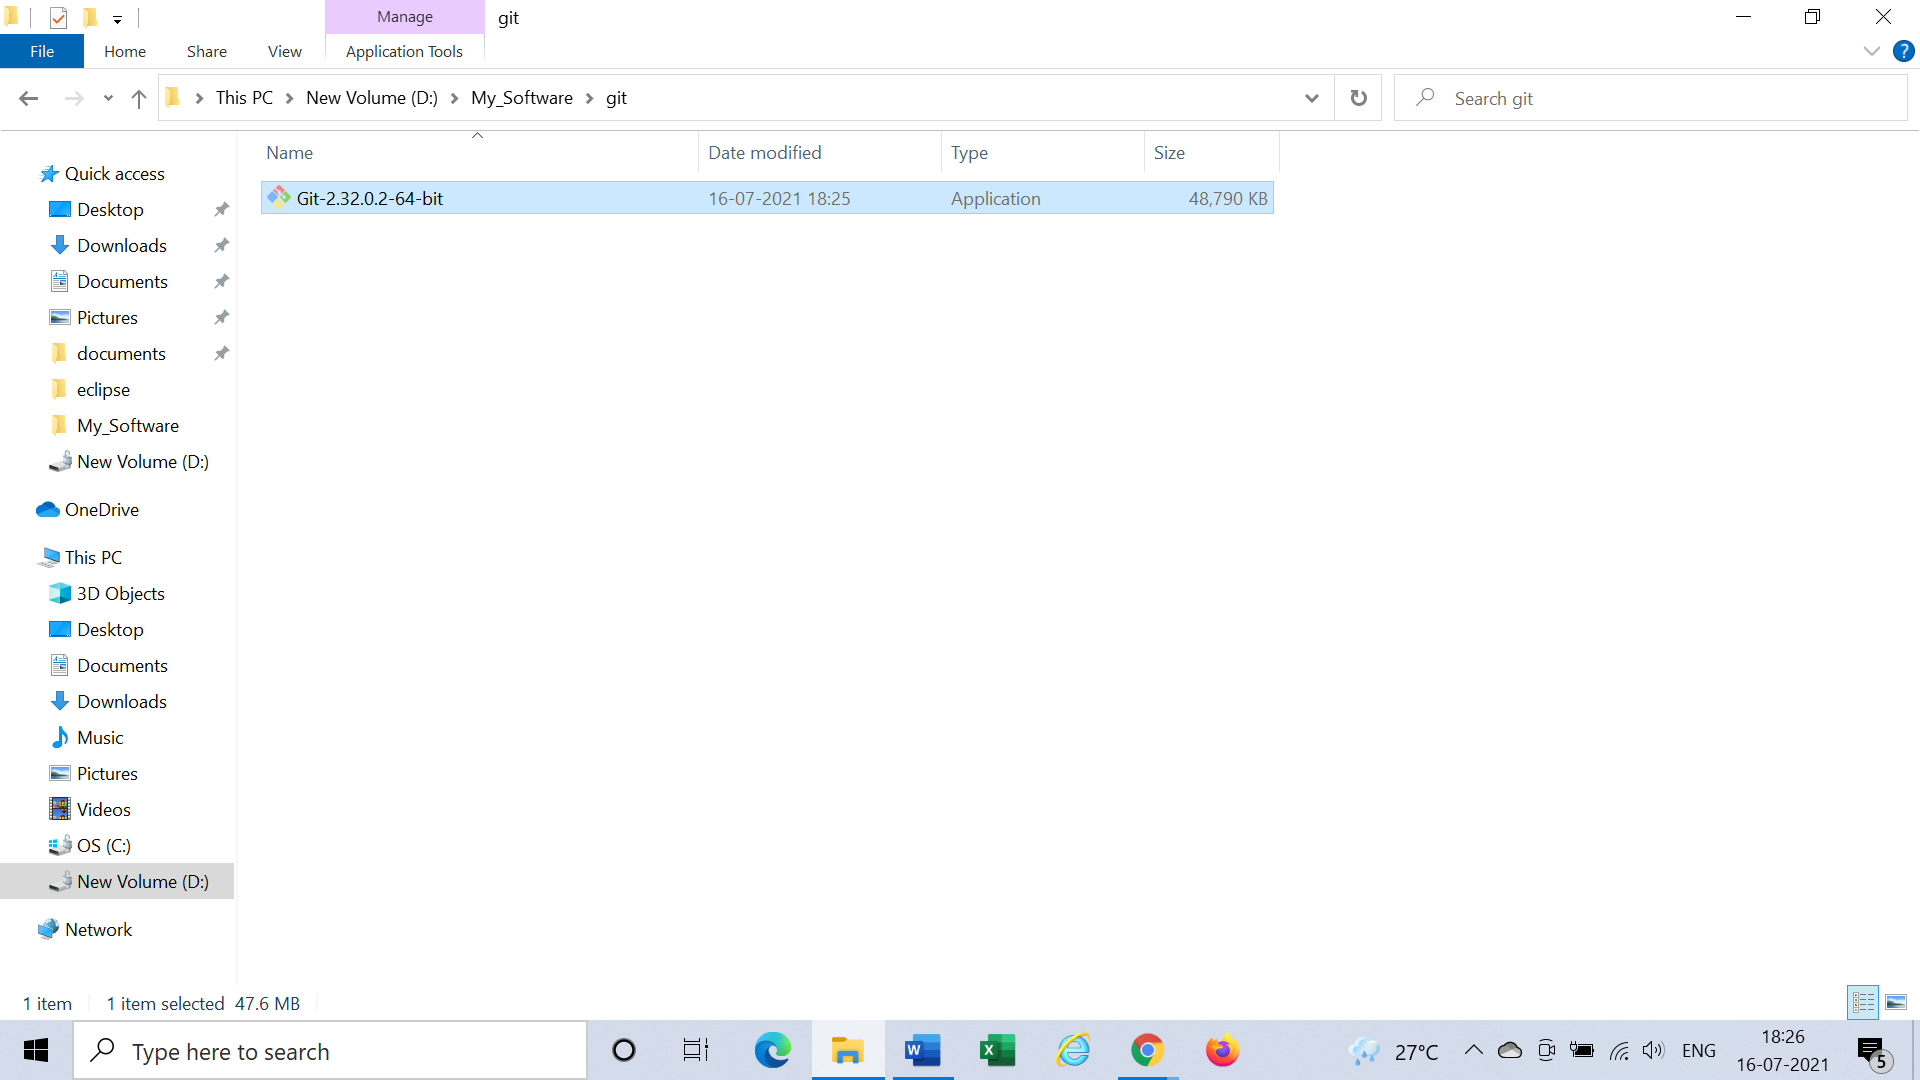 Manage
git
File
Home
Share
View
Application Tools
This PC
New Volume (D:)
My_Software
git
Search git
Name
Date modified
Type
Size
Git-2.32.0.2-64-bit
16-07-2021 18:25
Application
48,790 KB
Quick access
Desktop
Downloads
Documents
Pictures
documents
eclipse
My_Software
New Volume (D:)
OneDrive
This PC
3D Objects
Desktop
Documents
Downloads
Music
Pictures
Videos
OS (C:)
New Volume (D:)
Network
1 item
1 item selected 47.6 MB
Type here to search
27°C
ENG
18:26
16-07-2021
5